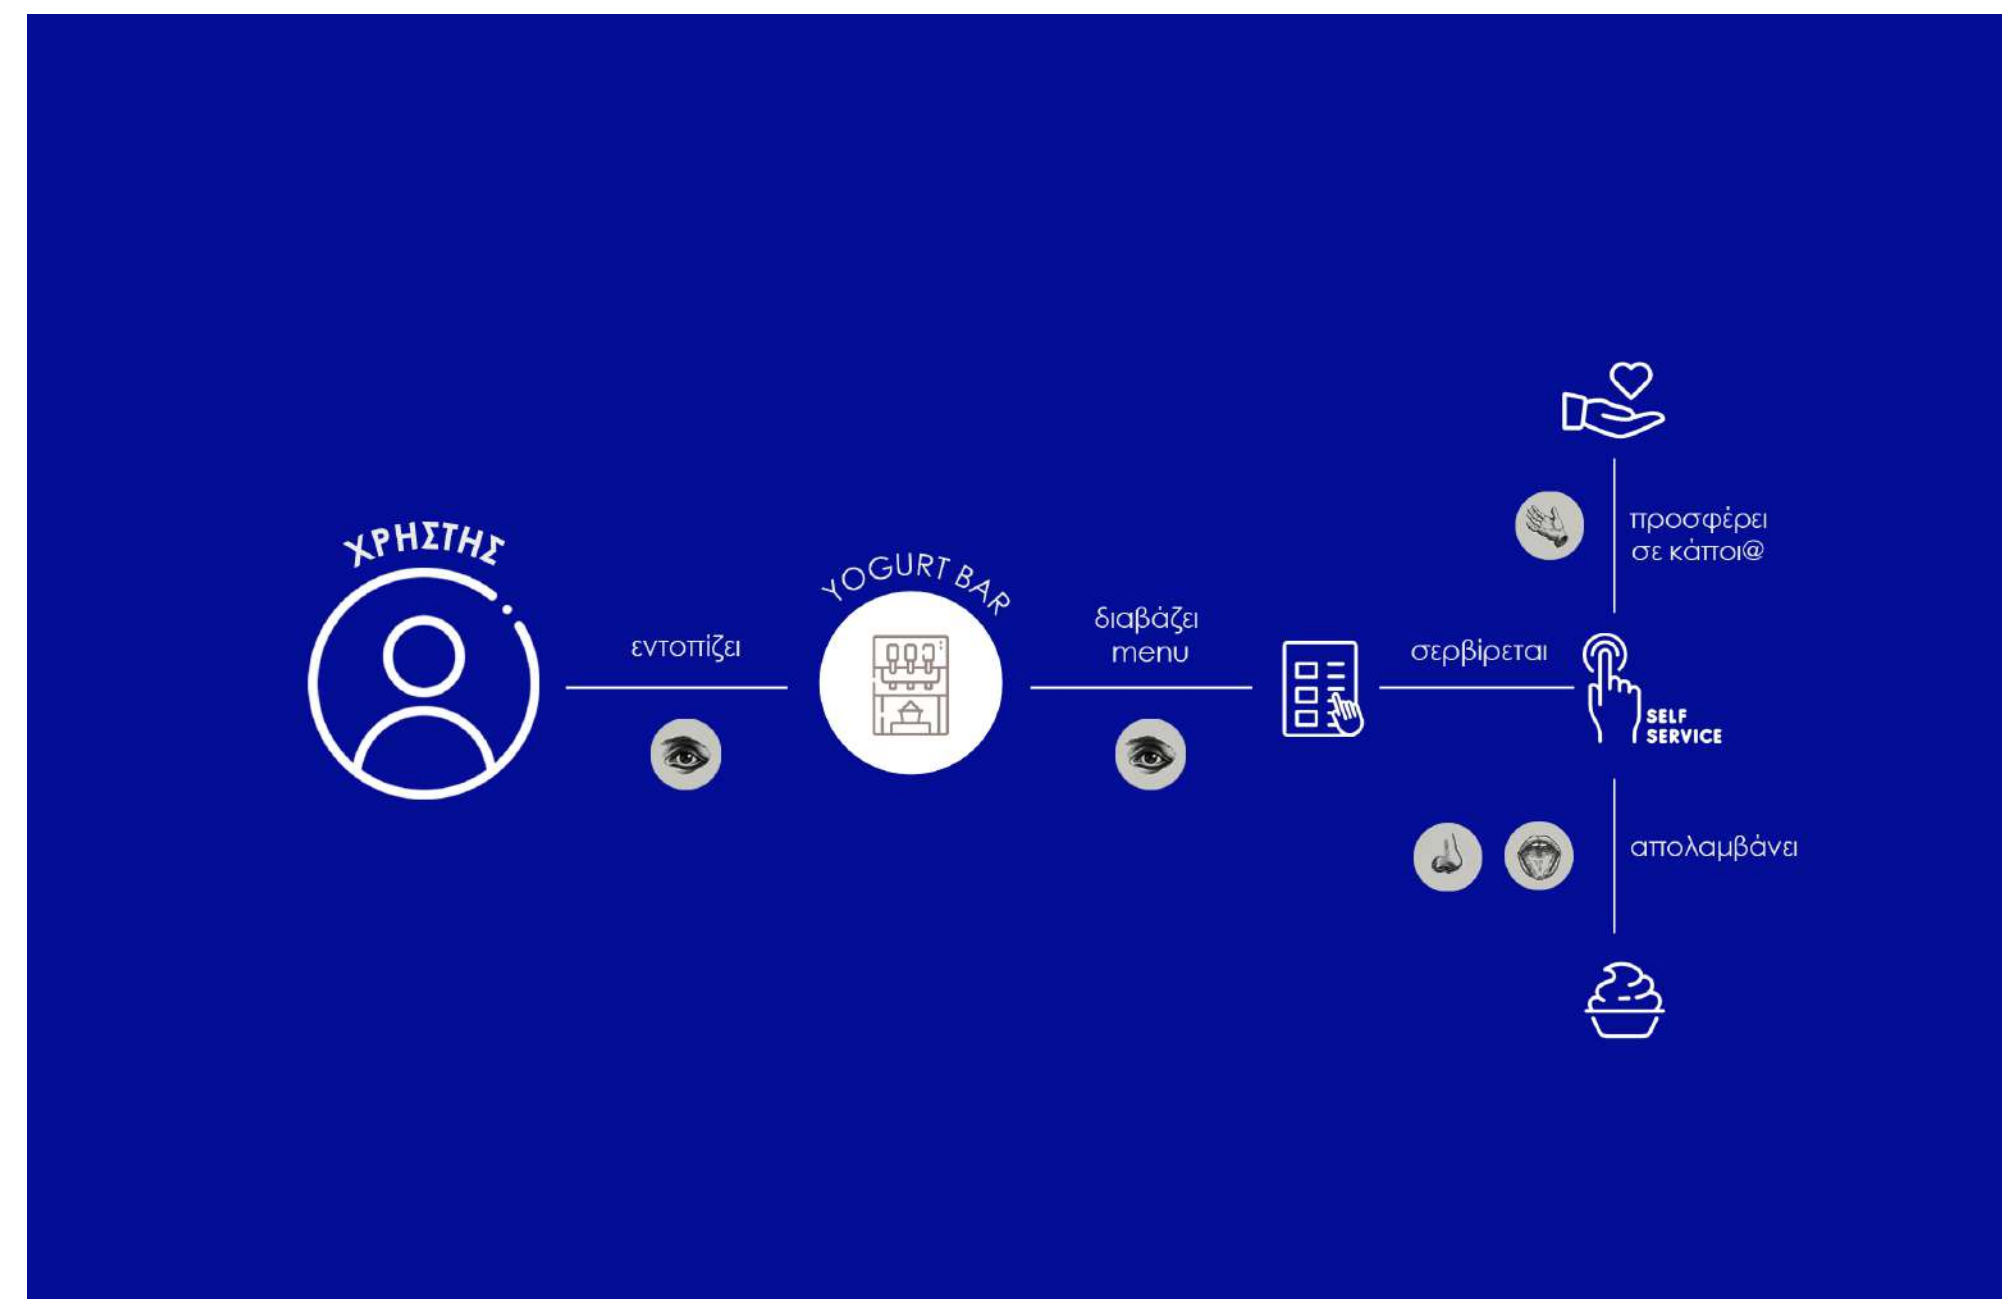 ΧΡΗΣΤΗΣ
εντοπίζει
YOGURT BAR
διαβάζει
menu
σερβίρεται
SELF
SERVICE
προσφέρει
σε κάποι@
απολαμβάνει